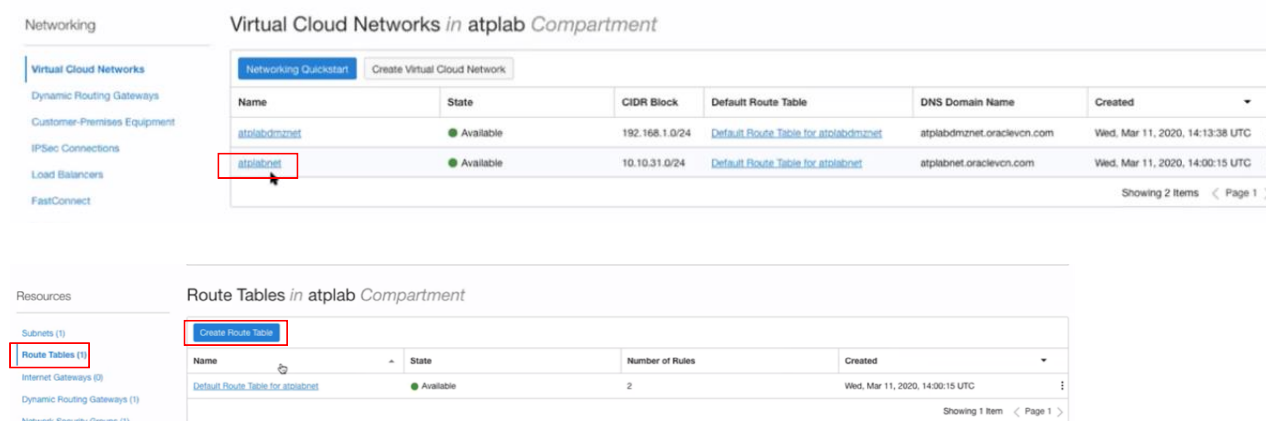 Networking
Virtual Cloud Networks in atplab Compartment
Virtual Cloud Networks
Dynamic Routing Gateways
Customer-Premises Equipment
IPSec Connections
Load Balancers
FastConnect
Networking Quickstart Create Virtual Cloud Network
Name State CIDR Block Default Route Table DNS Domain Name Created
atplabdmznet Available 192.168.1.0/24 Default Route Table for atplabdmznet atplabdmznet.oraclevcn.com Wed, Mar 11, 2020, 14:13:38 UTC
atplabnet Available 10.10.31.0/24 Default Route Table for atplabnet atplabnet.oraclevcn.com Wed, Mar 11, 2020, 14:00:15 UTC
Showing 2 Items < Page 1
Resources
Route Tables in atplab Compartment
Subnets (1)
Route Tables (1)
Internet Gateways (0)
Dynamic Routing Gateways (1)
Network Security Groups (1)
Create Route Table
Name State Number of Rules Created
Default Route Table for atplabnet Available 2 Wed, Mar 11, 2020, 14:00:15 UTC
Showing 1 Item < Page 1 >